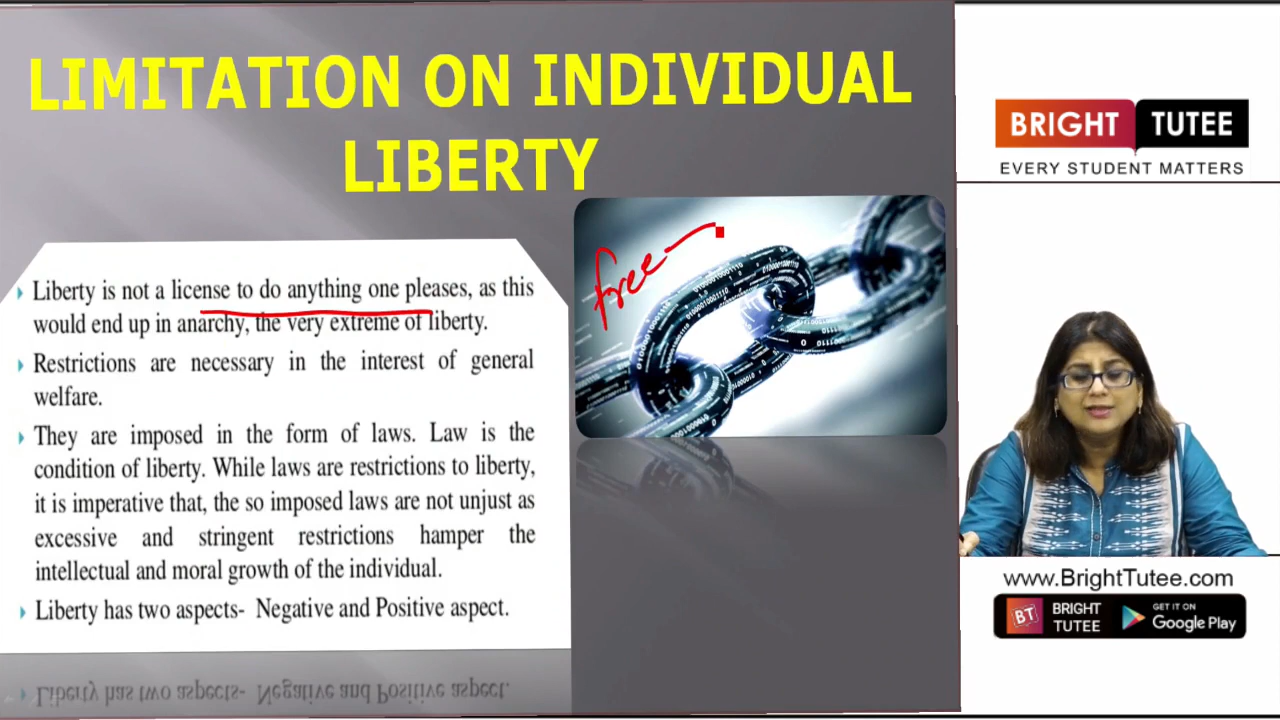 LIMITATION ON INDIVIDUAL
LIBERTY
Liberty is not a license to do anything one pleases, as this
would end up in anarchy, the very extreme of liberty.
Restrictions are necessary in the interest of general
welfare.
They are imposed in the form of laws. Law is the
condition of liberty. While laws are restrictions to liberty,
it is imperative that, the so imposed laws are not unjust as
excessive and stringent restrictions hamper the
intellectual and moral growth of the individual.
Liberty has two aspects- Negative and Positive aspect.
free
BRIGHT TUTEE
EVERY STUDENT MATTERS
www.BrightTutee.com
BT BRIGHT TUTEE
GET IT ON
Google Play